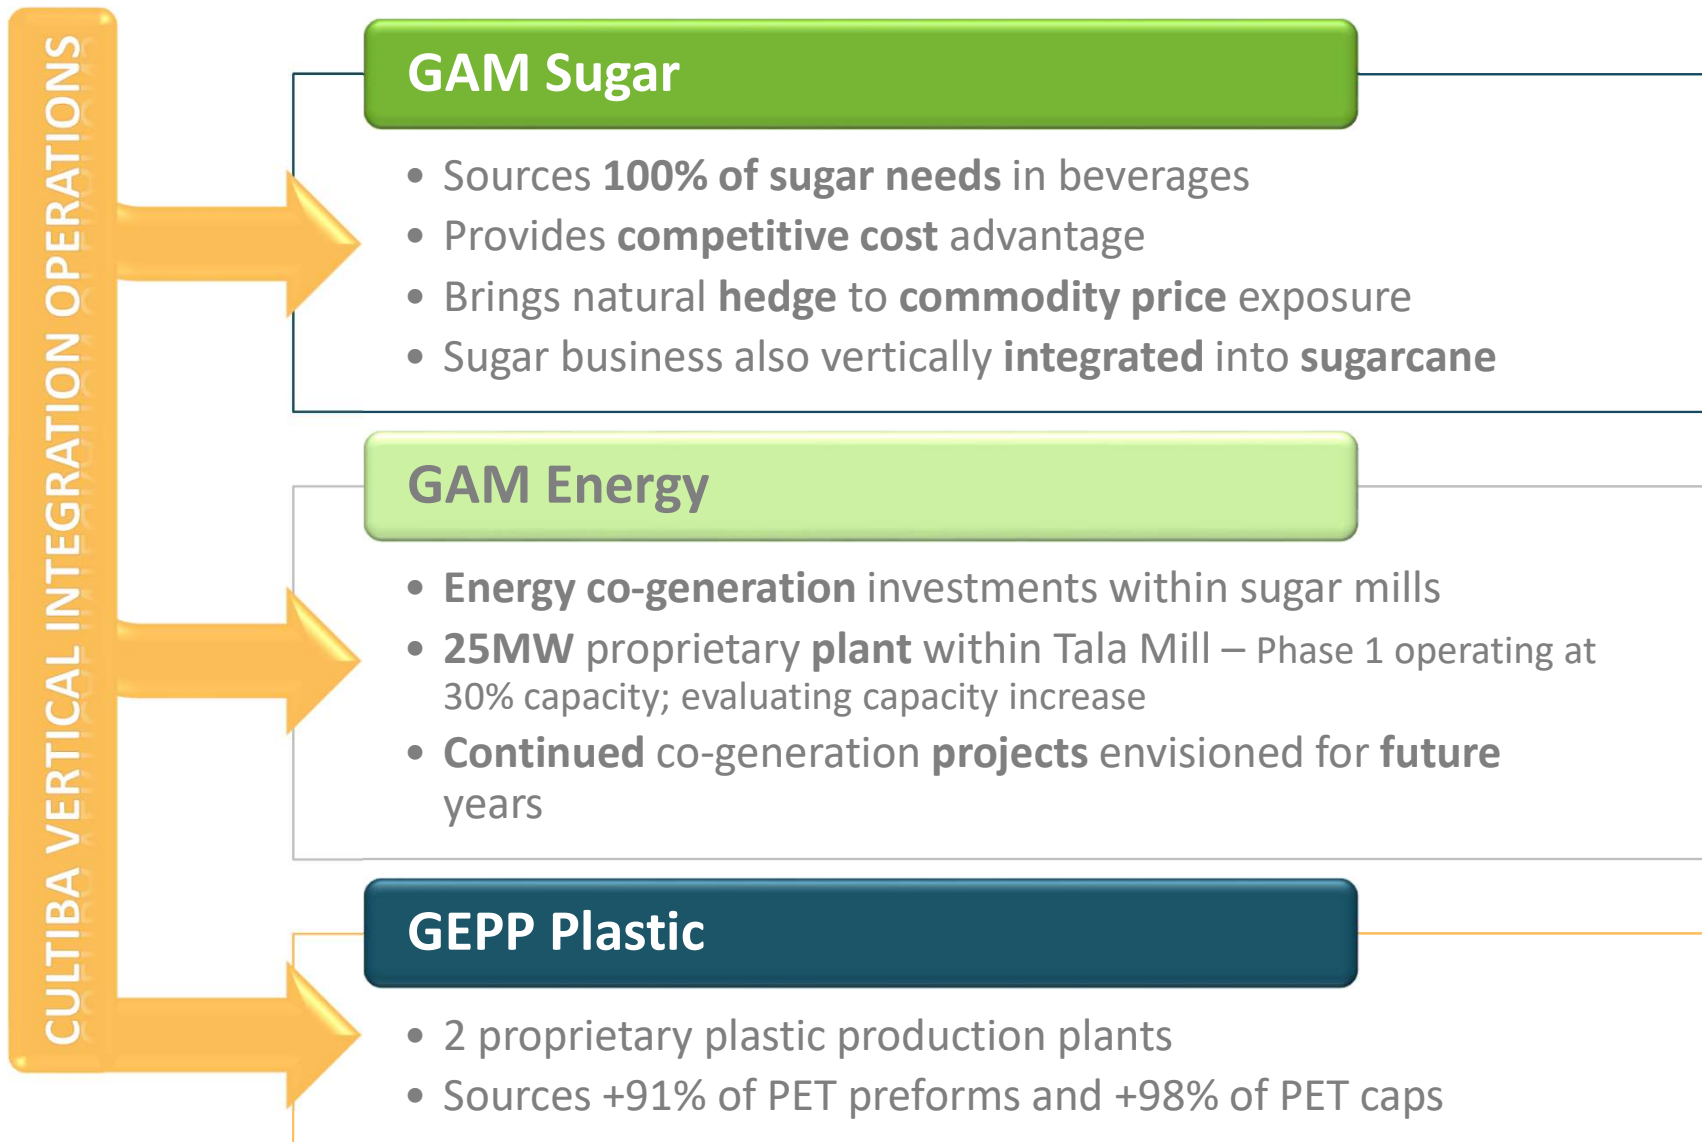 CULTIBA VERTICAL INTEGRATION OPERATIONS
GAM Sugar
• Sources 100% of sugar needs in beverages
• Provides competitive cost advantage
• Brings natural hedge to commodity price exposure
• Sugar business also vertically integrated into sugarcane
GAM Energy
• Energy co-generation investments within sugar mills
• 25MW proprietary plant within Tala Mill – Phase 1 operating at
30% capacity; evaluating capacity increase
• Continued co-generation projects envisioned for future
years
GEPP Plastic
• 2 proprietary plastic production plants
• Sources +91% of PET preforms and +98% of PET caps